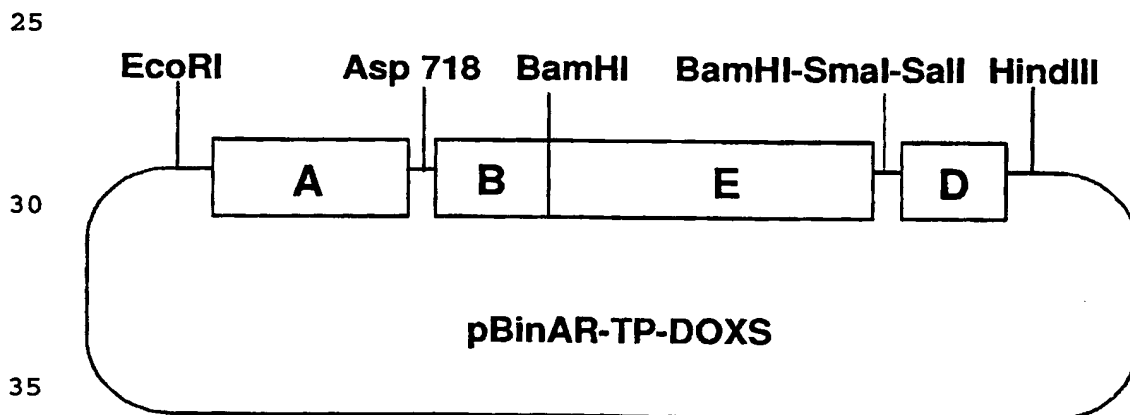 25
EcoRI Asp 718 BamHI BamHI-SmaI-SalI HindIII
A B E D
30
pBinAR-TP-DOXS
35